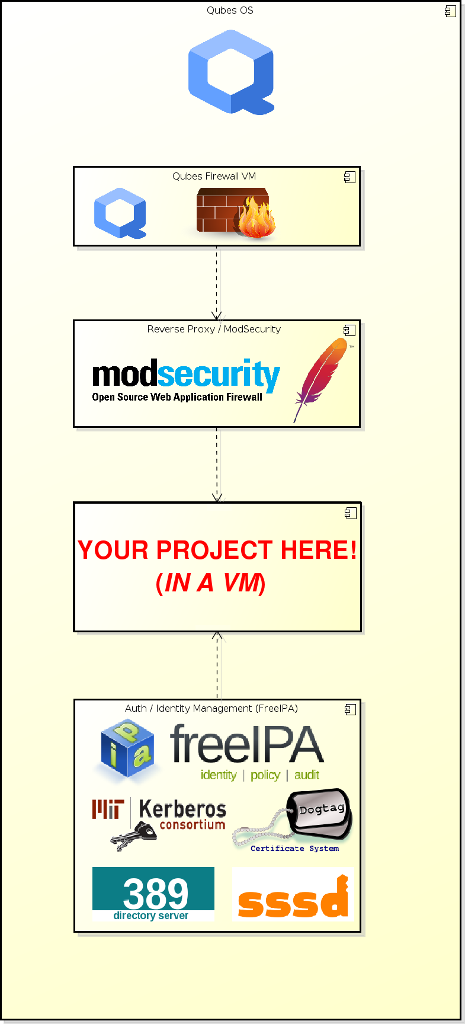 Qubes OS
Qubes Firewall VM
Reverse Proxy / ModSecurity
modsecurity
Open Source Web Application Firewall
YOUR PROJECT HERE!
(IN A VM)
Auth / Identity Management (FreeIPA)
ipa
freeIPA
identity | policy | audit
MIT Kerberos
consortium
Dogtag
Certificate System
389
directory server
sssd